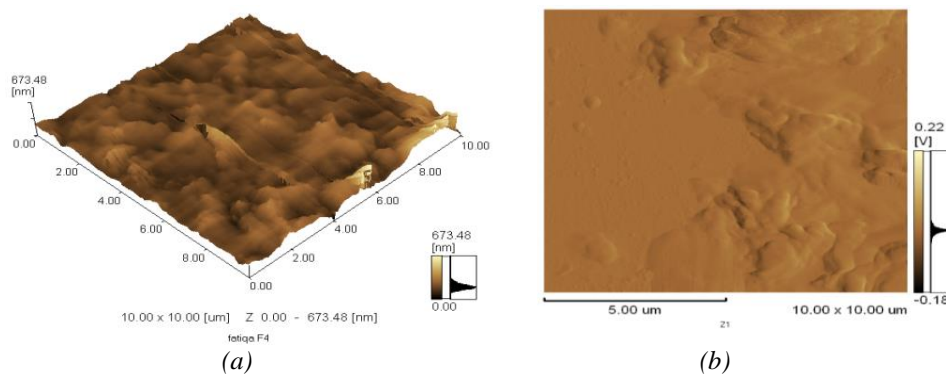 673.48
[nm]
0.00
2.00
4.00
6.00
8.00
0.00
2.00
4.00
6.00
8.00
10.00
673.48
[nm]
0.00
10.00 x 10.00 [um] Z 0.00 - 673.48 [nm]
fatiqa F4
(a)
0.22
[V]
-0.18
5.00 um
10.00 x 10.00 um
Z1
(b)